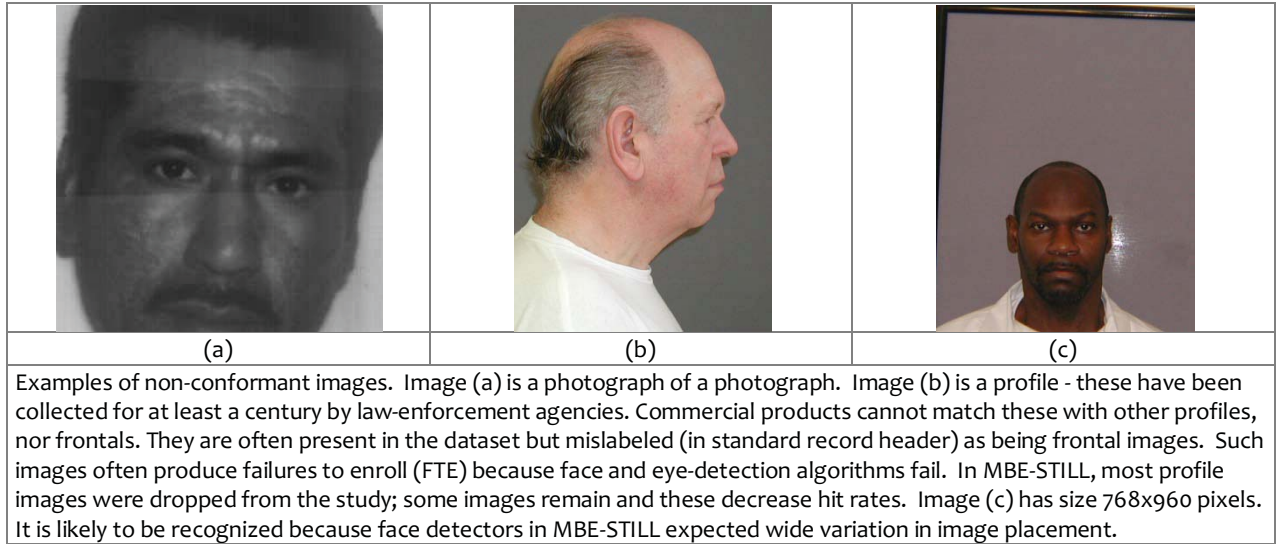 (a)
(b)
(c)
Examples of non-conformant images. Image (a) is a photograph of a photograph. Image (b) is a profile - these have been
collected for at least a century by law-enforcement agencies. Commercial products cannot match these with other profiles,
nor frontals. They are often present in the dataset but mislabeled (in standard record header) as being frontal images. Such
images often produce failures to enroll (FTE) because face and eye-detection algorithms fail. In MBE-STILL, most profile
images were dropped from the study; some images remain and these decrease hit rates. Image (c) has size 768x960 pixels.
It is likely to be recognized because face detectors in MBE-STILL expected wide variation in image placement.